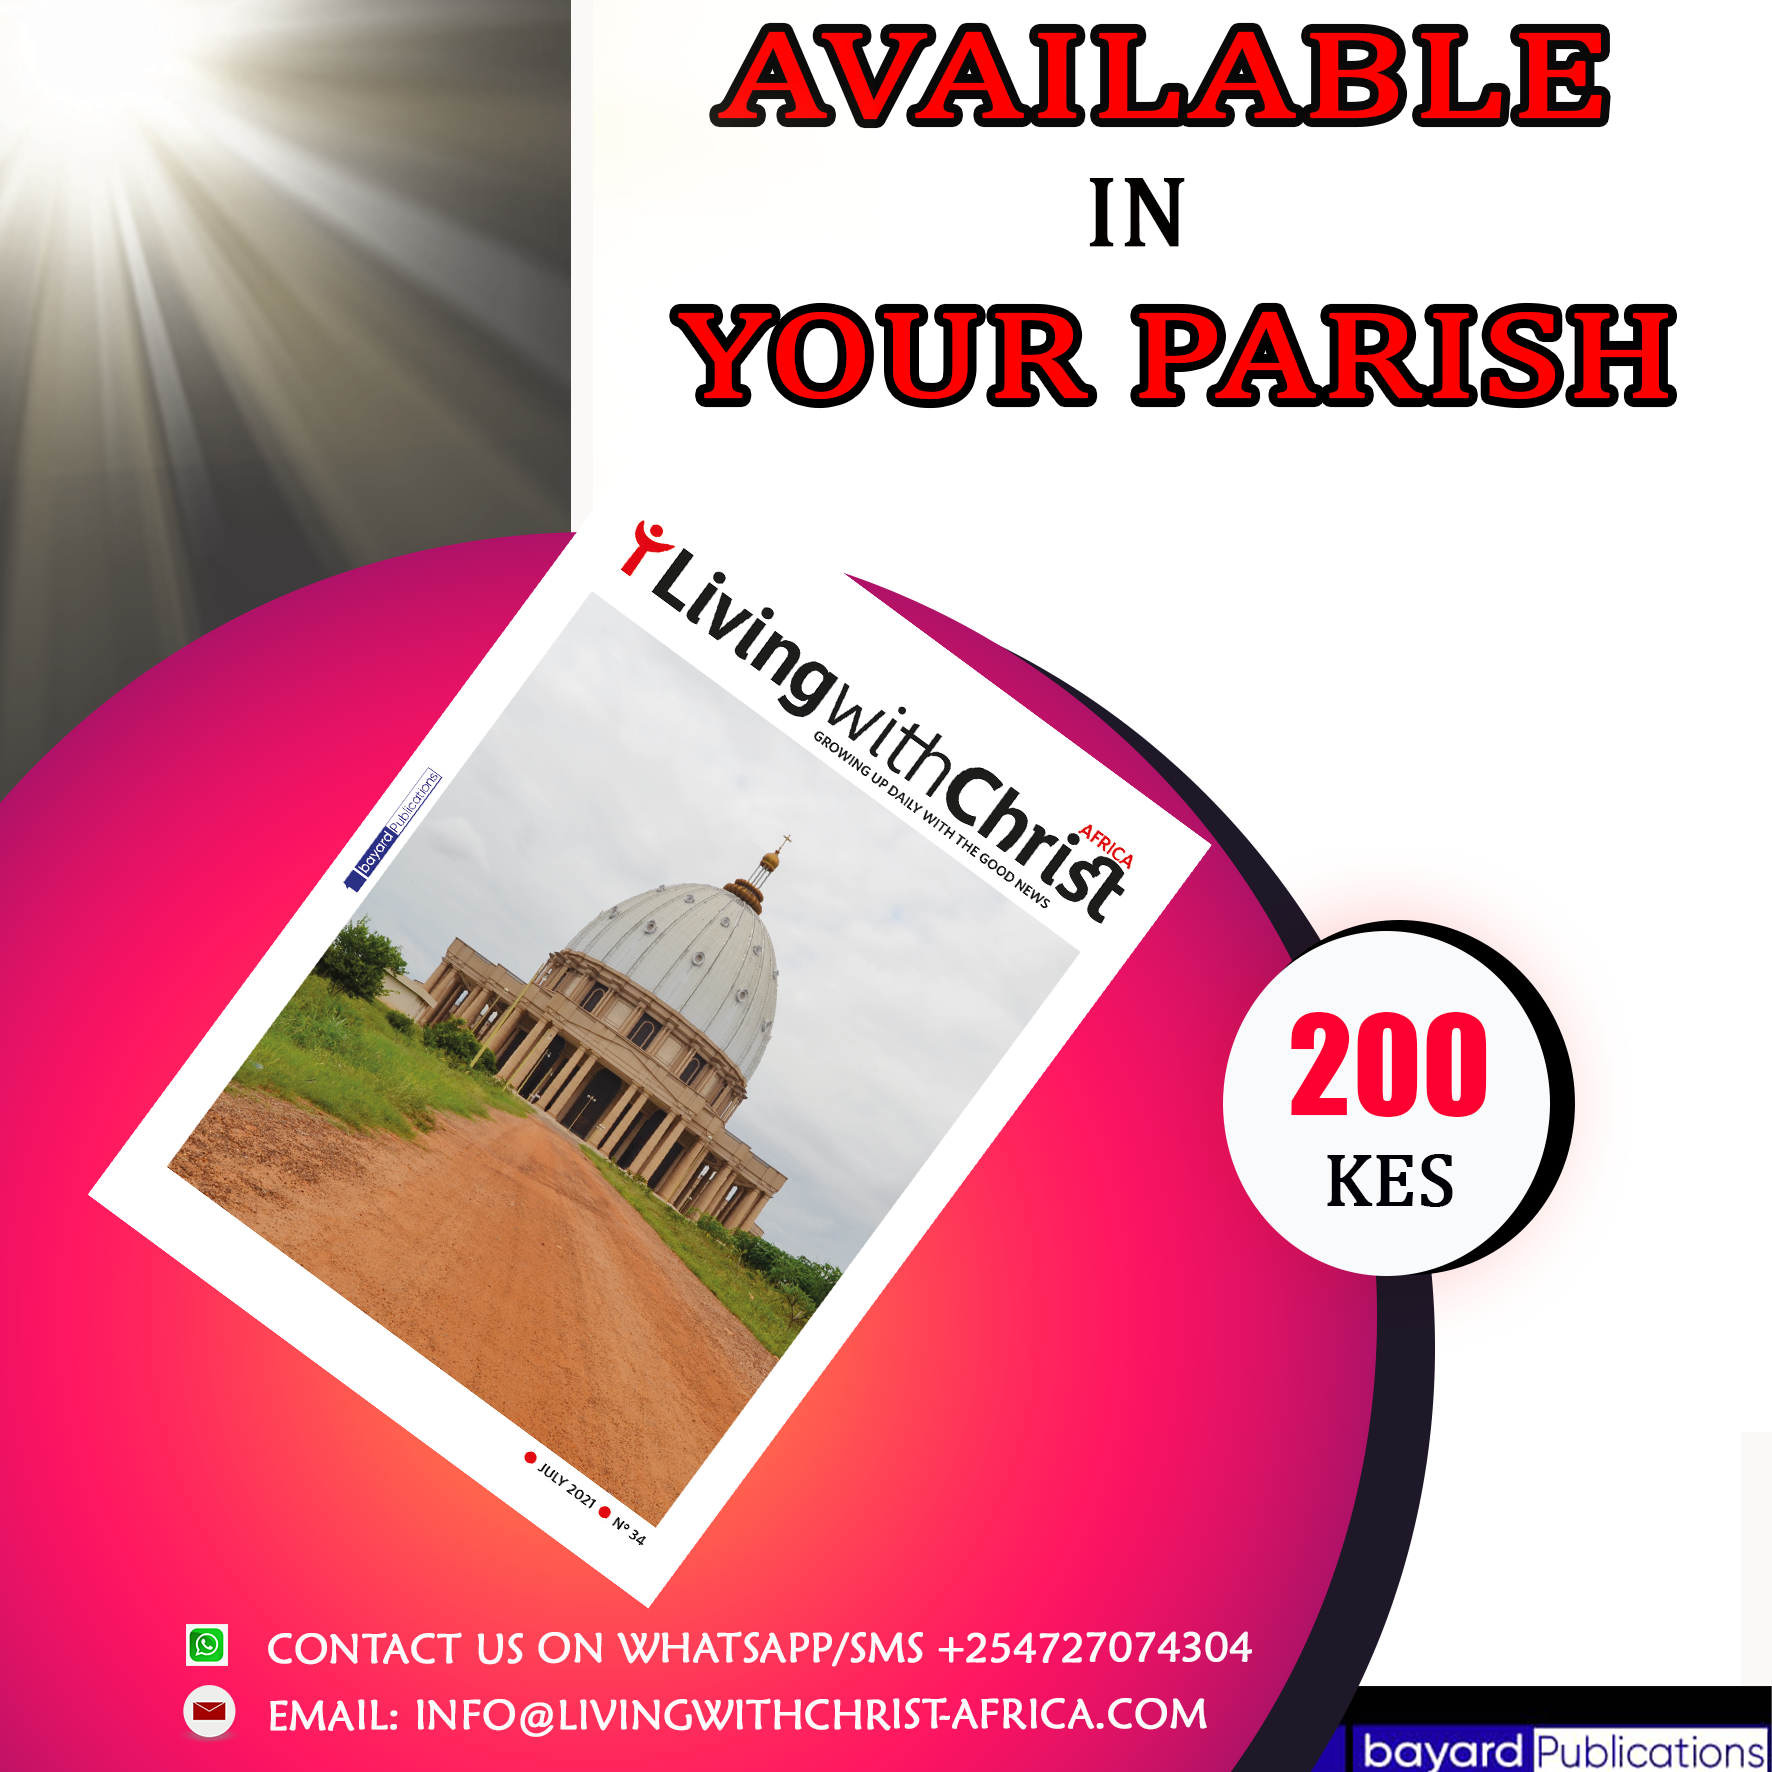 AVAILABLE
IN
YOUR PARISH
LivingwithChrist
AFRICA
GROWING UP DAILY WITH THE GOOD NEWS
bayard Publications
200
KES
● JULY 2021 ● N° 34
CONTACT US ON WHATSAPP/SMS +254727074304
EMAIL: INFO@LIVINGWITHCHRIST-AFRICA.COM
bayard Publications